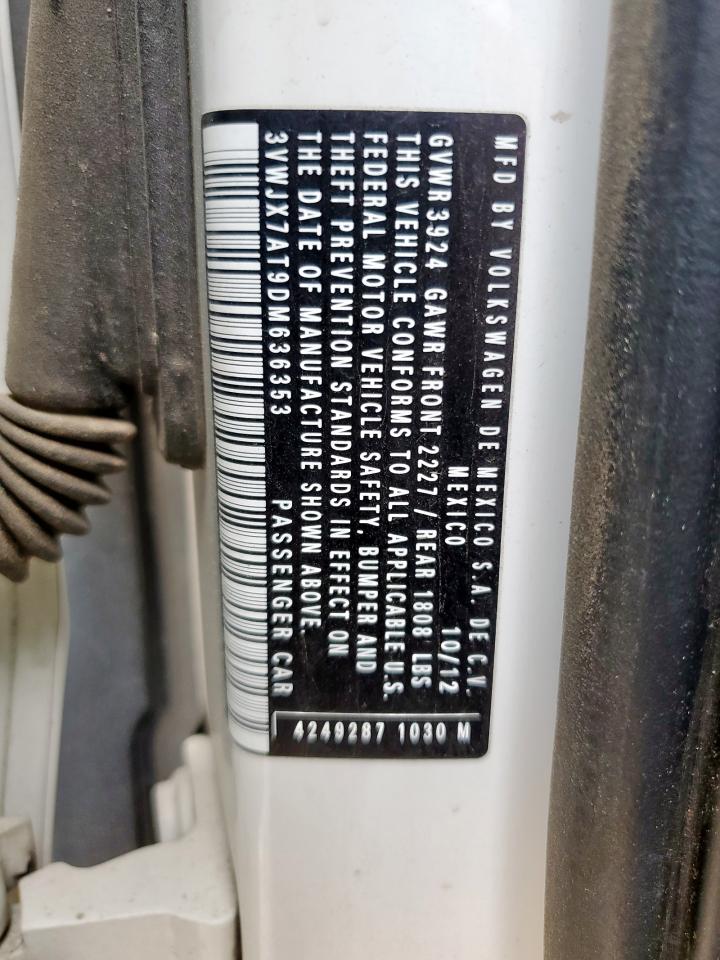 MFD BY VOLKSWAGEN DE MEXICO S.A. DE C.V.
MEXICO 10/12
GVWR 3924 GAWR FRONT 2227 / REAR 1808 LBS
THIS VEHICLE CONFORMS TO ALL APPLICABLE U.S.
FEDERAL MOTOR VEHICLE SAFETY, BUMPER AND
THEFT PREVENTION STANDARDS IN EFFECT ON
THE DATE OF MANUFACTURE SHOWN ABOVE.
3VWJX7AT9DM636353 PASSENGER CAR
4249287 1030 M